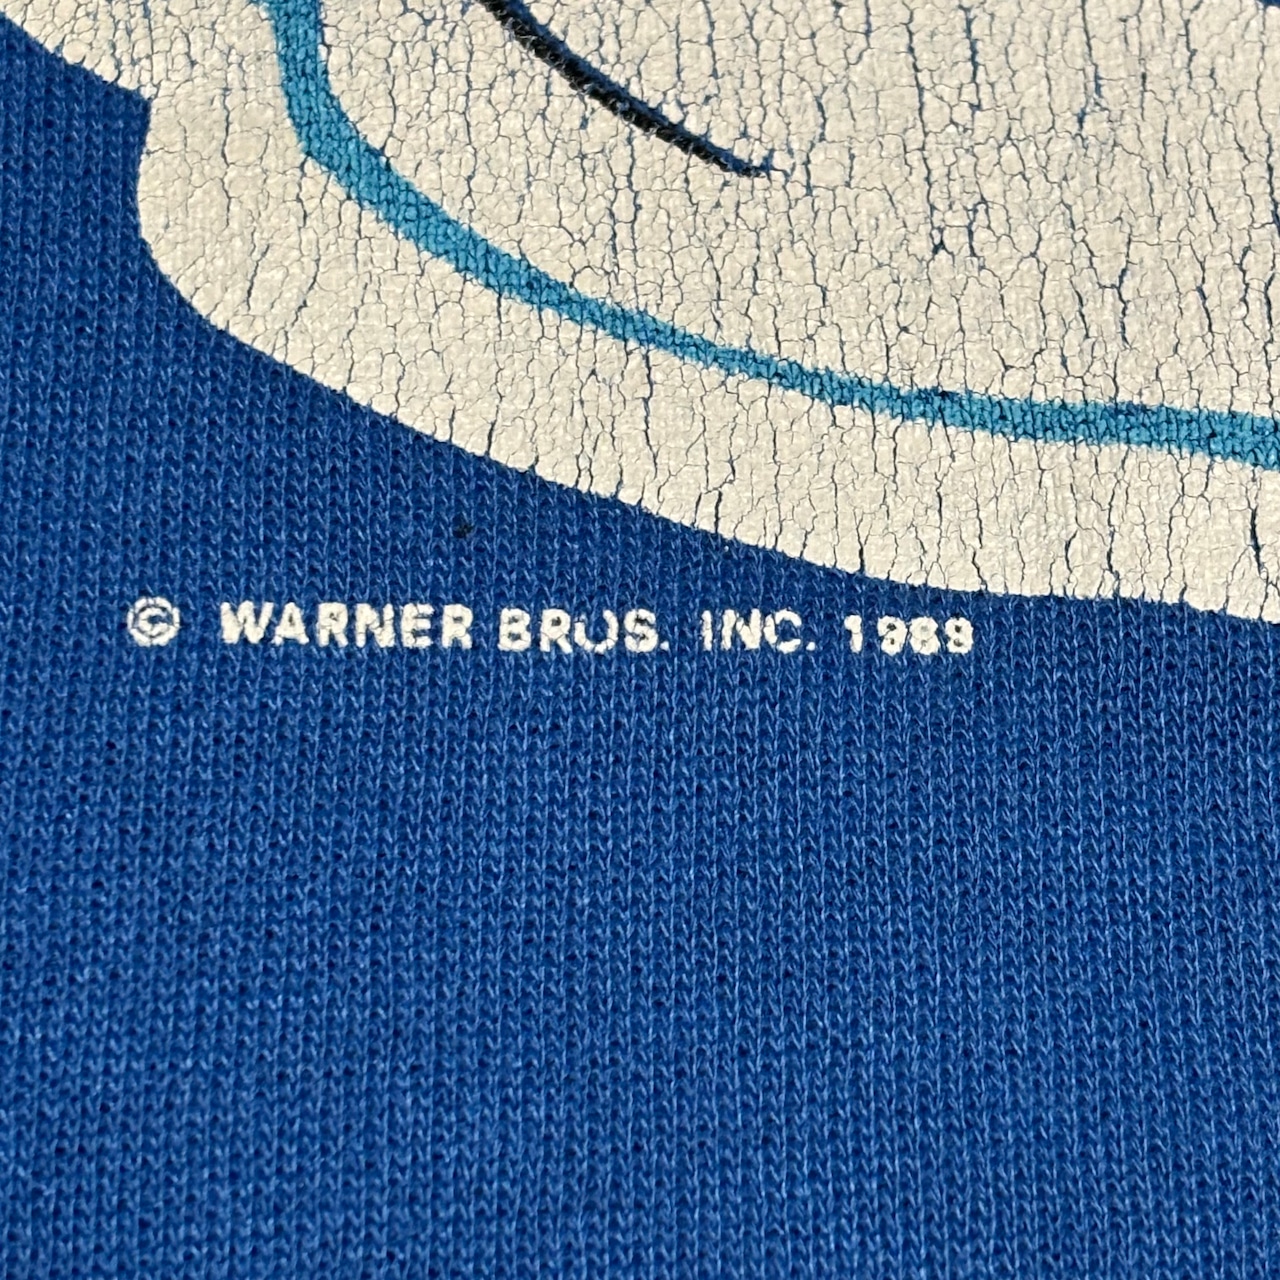 © WARNER BROS. INC. 1989